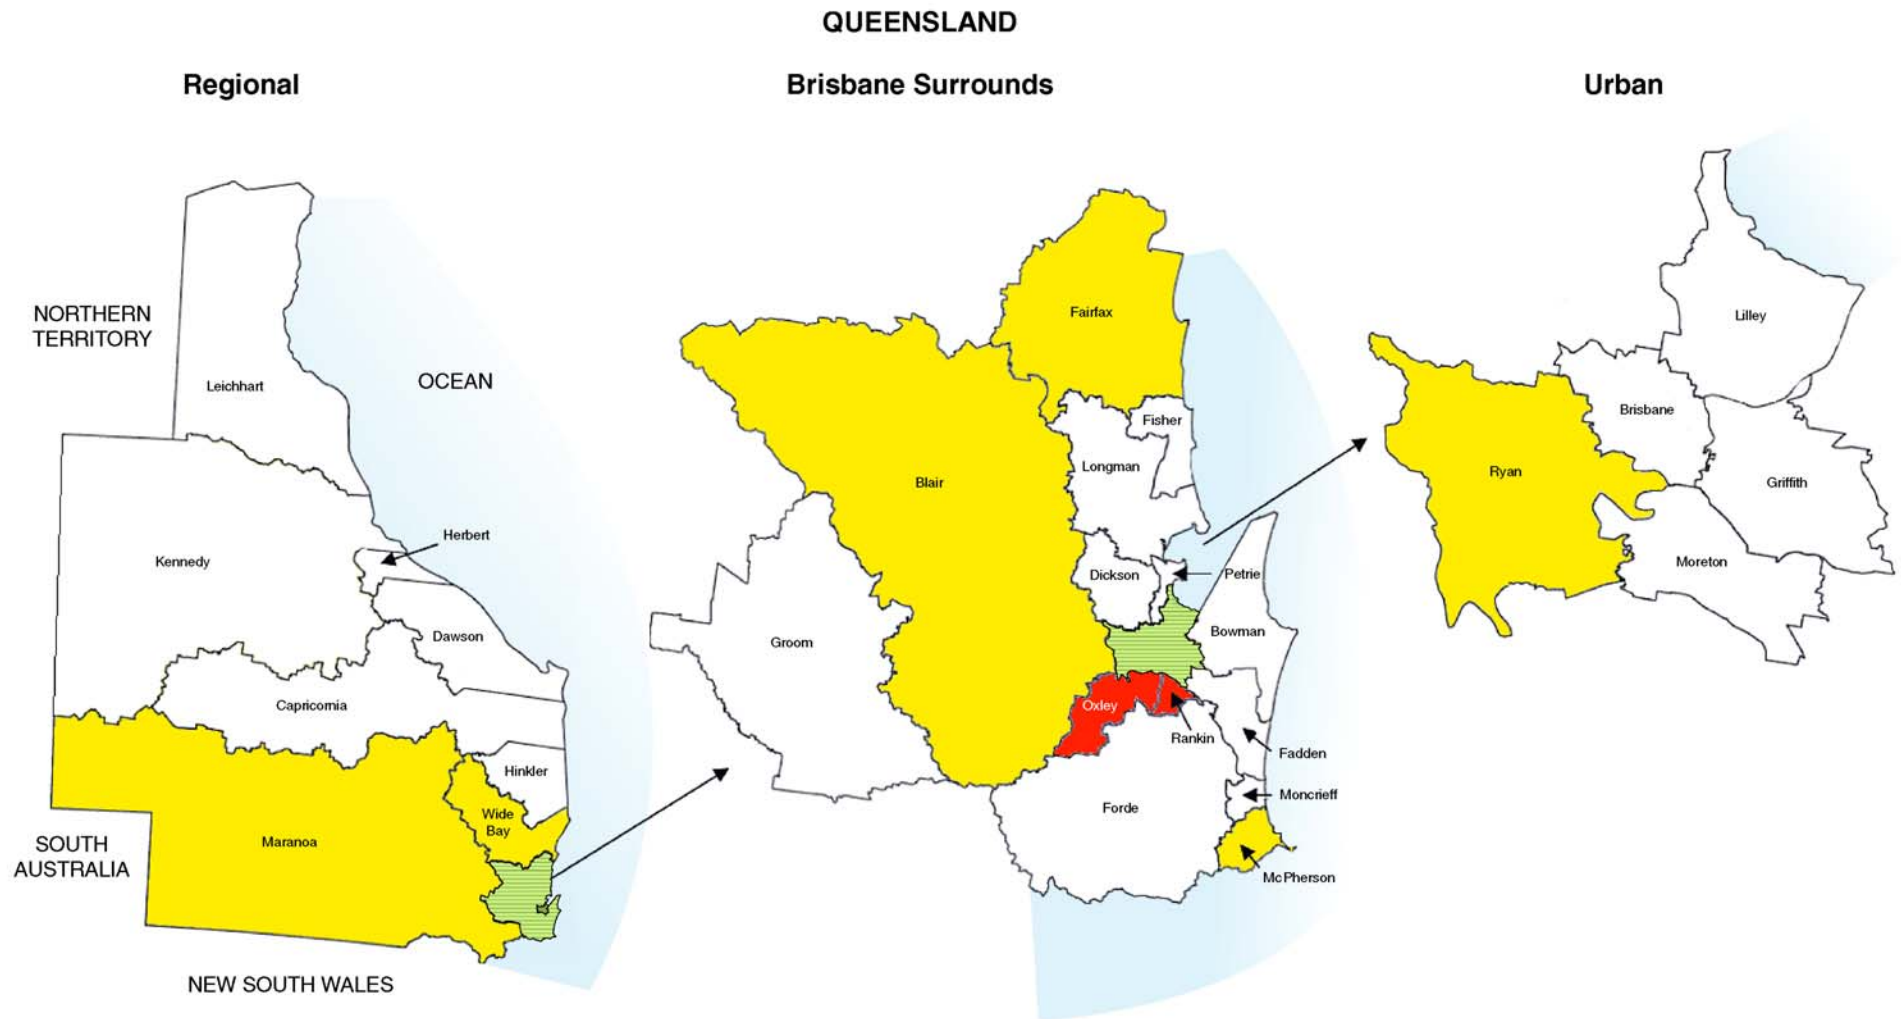 QUEENSLAND
Regional
Brisbane Surrounds
Urban
NORTHERN
TERRITORY
OCEAN
Leichhart
Herbert
Kennedy
Dawson
Capricornia
Hinkler
Wide
Bay
Maranoa
SOUTH
AUSTRALIA
NEW SOUTH WALES
Fairfax
Fisher
Longman
Blair
Dickson
Petrie
Groom
Bowman
Oxley
Rankin
Fadden
Moncrieff
Forde
McPherson
Lilley
Brisbane
Ryan
Griffith
Moreton